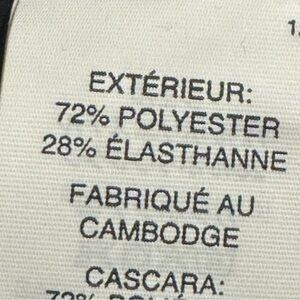 EXTÉRIEUR:
72% POLYESTER
28% ÉLASTHANNE
FABRIQUÉ AU
CAMBODGE
CASCARA: